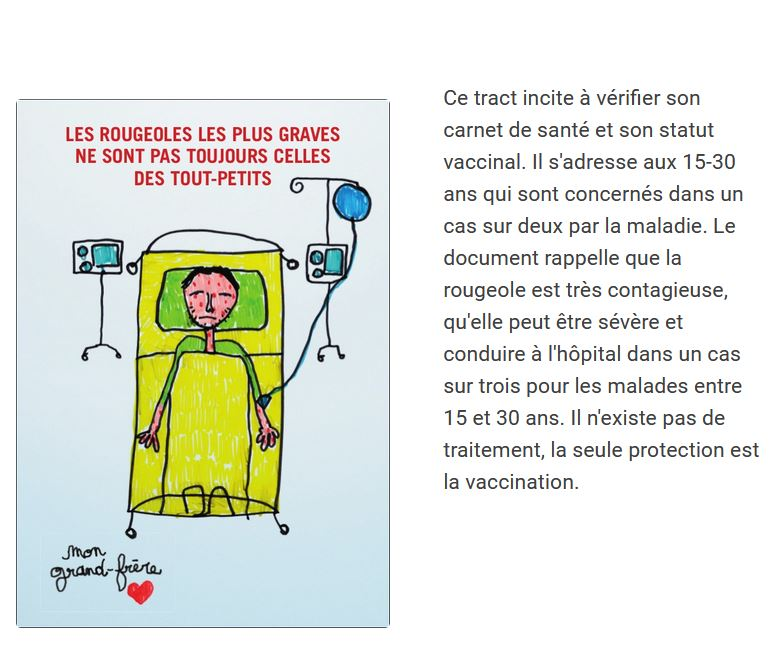 LES ROUGEOLES LES PLUS GRAVES
NE SONT PAS TOUJOURS CELLES
DES TOUT-PETITS
mon
grand-frère
Ce tract incite à vérifier son
carnet de santé et son statut
vaccinal. Il s'adresse aux 15-30
ans qui sont concernés dans un
cas sur deux par la maladie. Le
document rappelle que la
rougeole est très contagieuse,
qu'elle peut être sévère et
conduire à l'hôpital dans un cas
sur trois pour les malades entre
15 et 30 ans. Il n'existe pas de
traitement, la seule protection est
la vaccination.